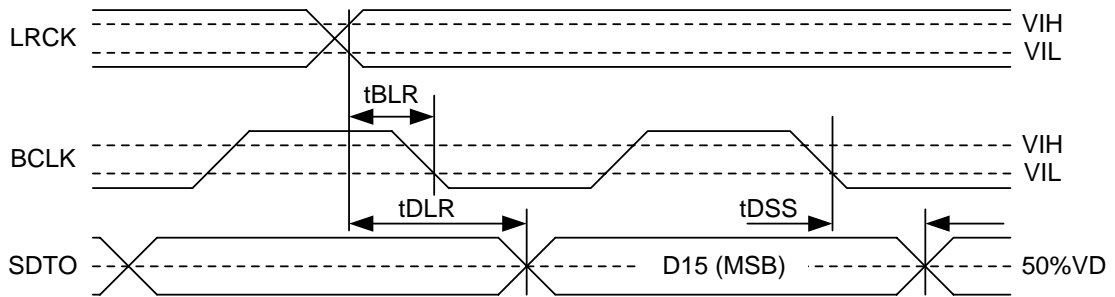 LRCK
VIH
VIL
tBLR
BCLK
VIH
VIL
tDLR
tDSS
SDTO
D15 (MSB)
50%VD